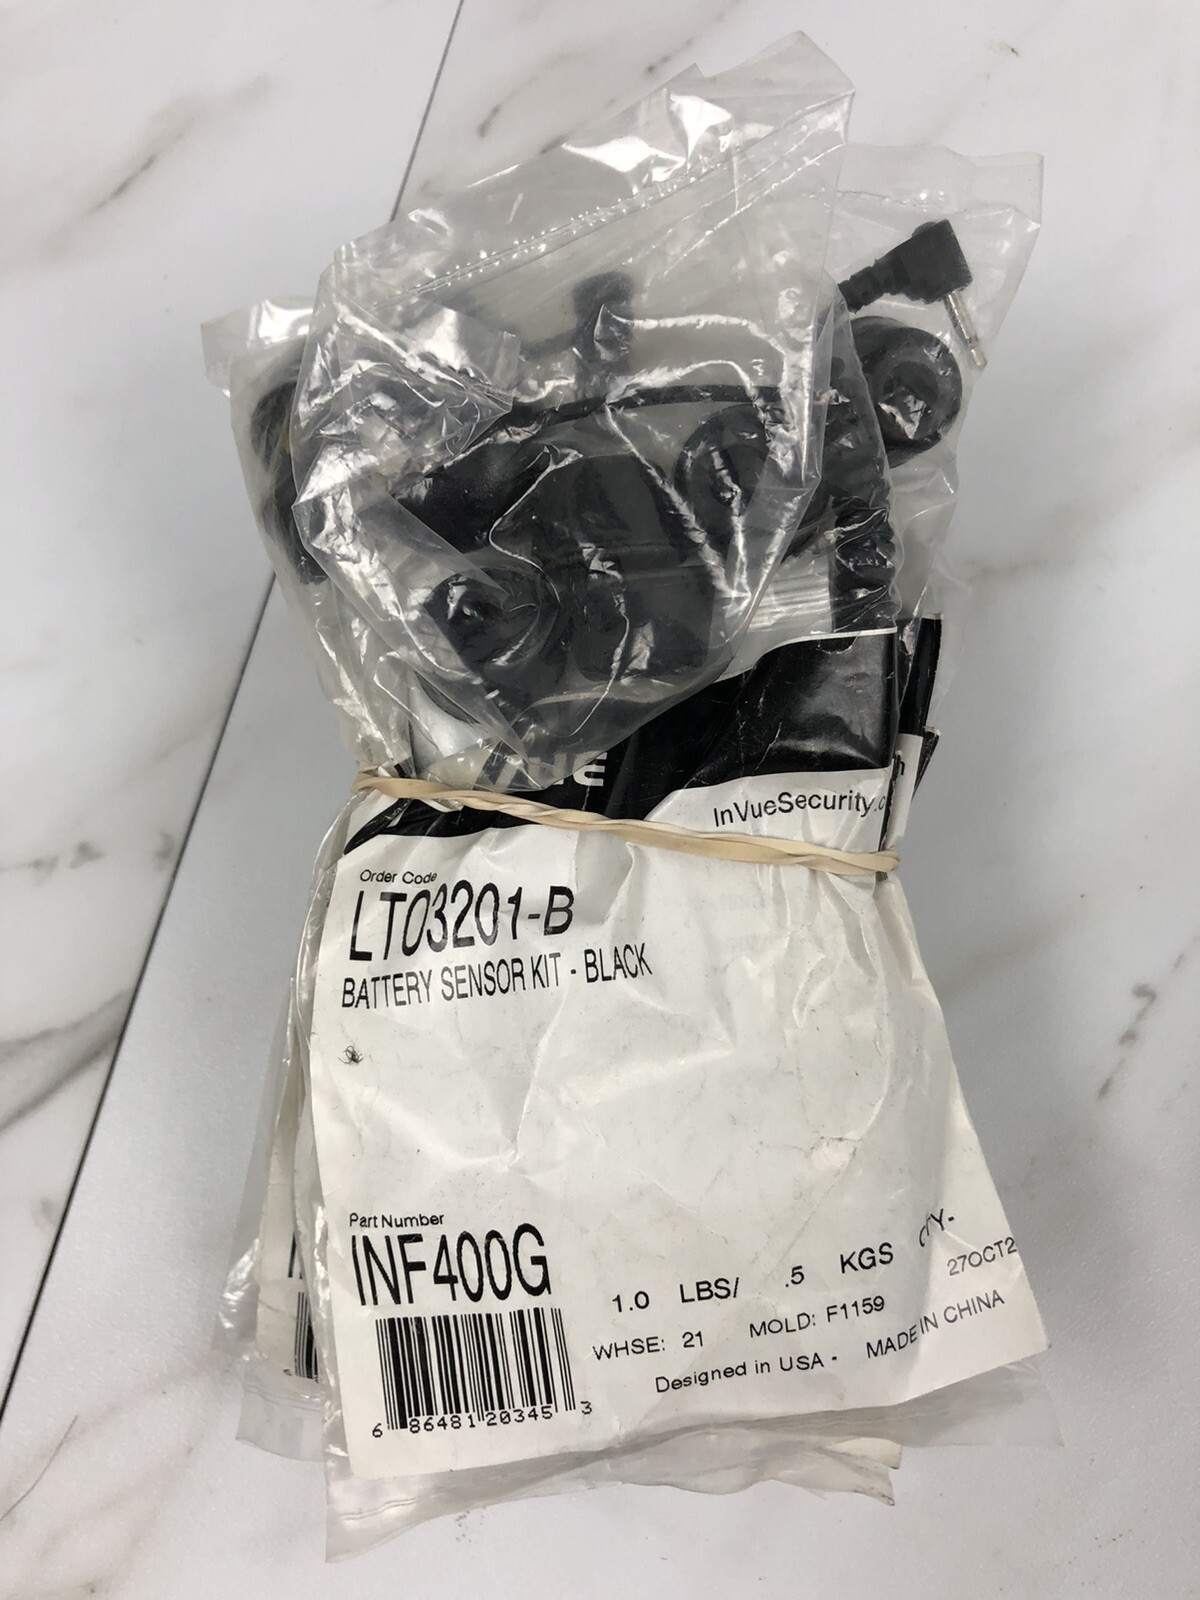 InVueSecurity.c
Order Code
LT03201-B
BATTERY SENSOR KIT - BLACK
Part Number
INF400G
1.0 LBS/ .5 KGS QTY-
WHSE: 21 MOLD: F1159 27OCT2
Designed in USA - MADE IN CHINA
6 86481 20345 3